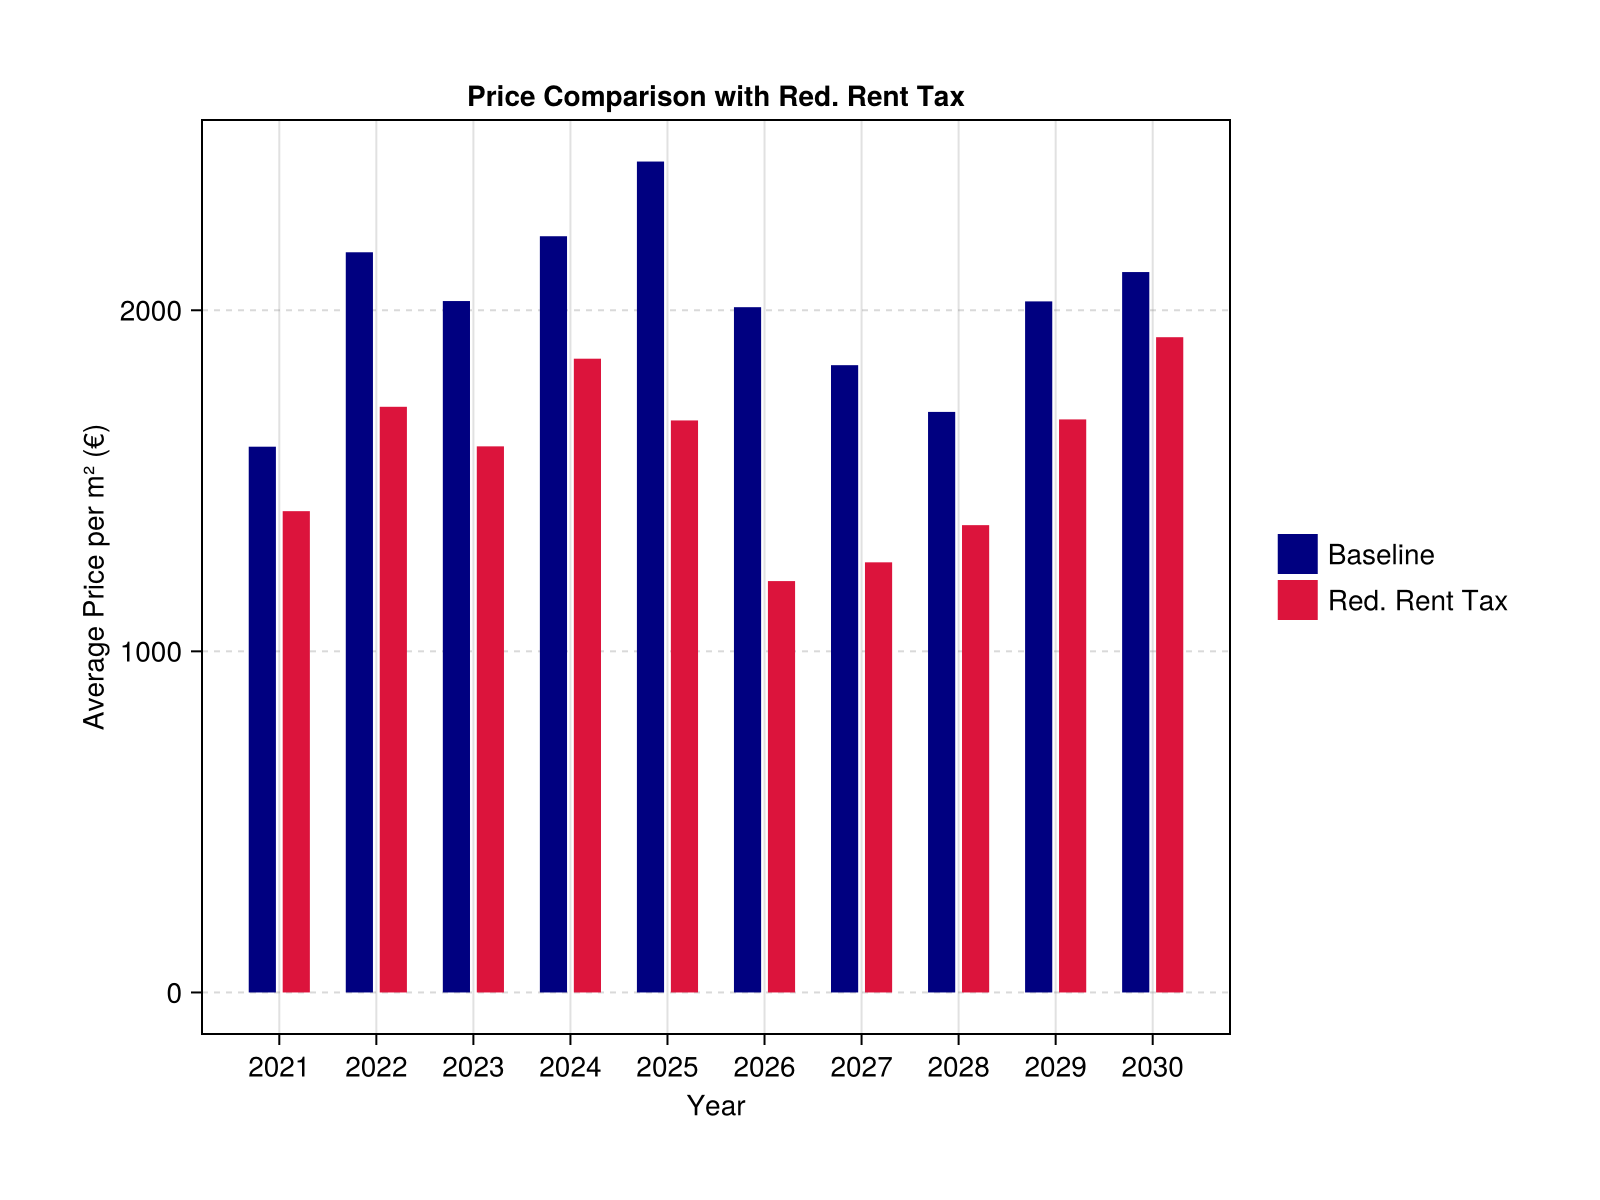 Price Comparison with Red. Rent Tax
Average Price per m² (€)
2000
1000
0
2021 2022 2023 2024 2025 2026 2027 2028 2029 2030
Year
Baseline
Red. Rent Tax